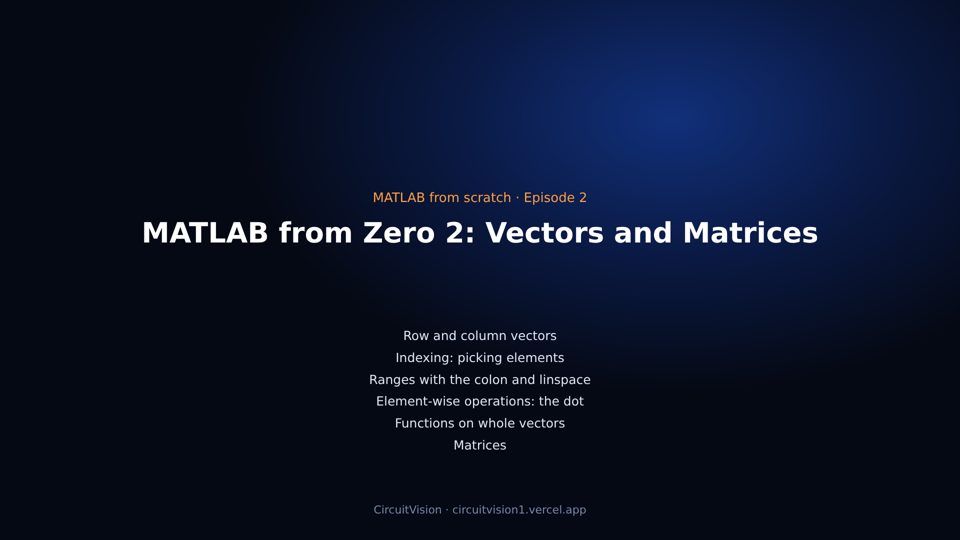 MATLAB from scratch · Episode 2
MATLAB from Zero 2: Vectors and Matrices
Row and column vectors
Indexing: picking elements
Ranges with the colon and linspace
Element-wise operations: the dot
Functions on whole vectors
Matrices
CircuitVision · circuitvision1.vercel.app